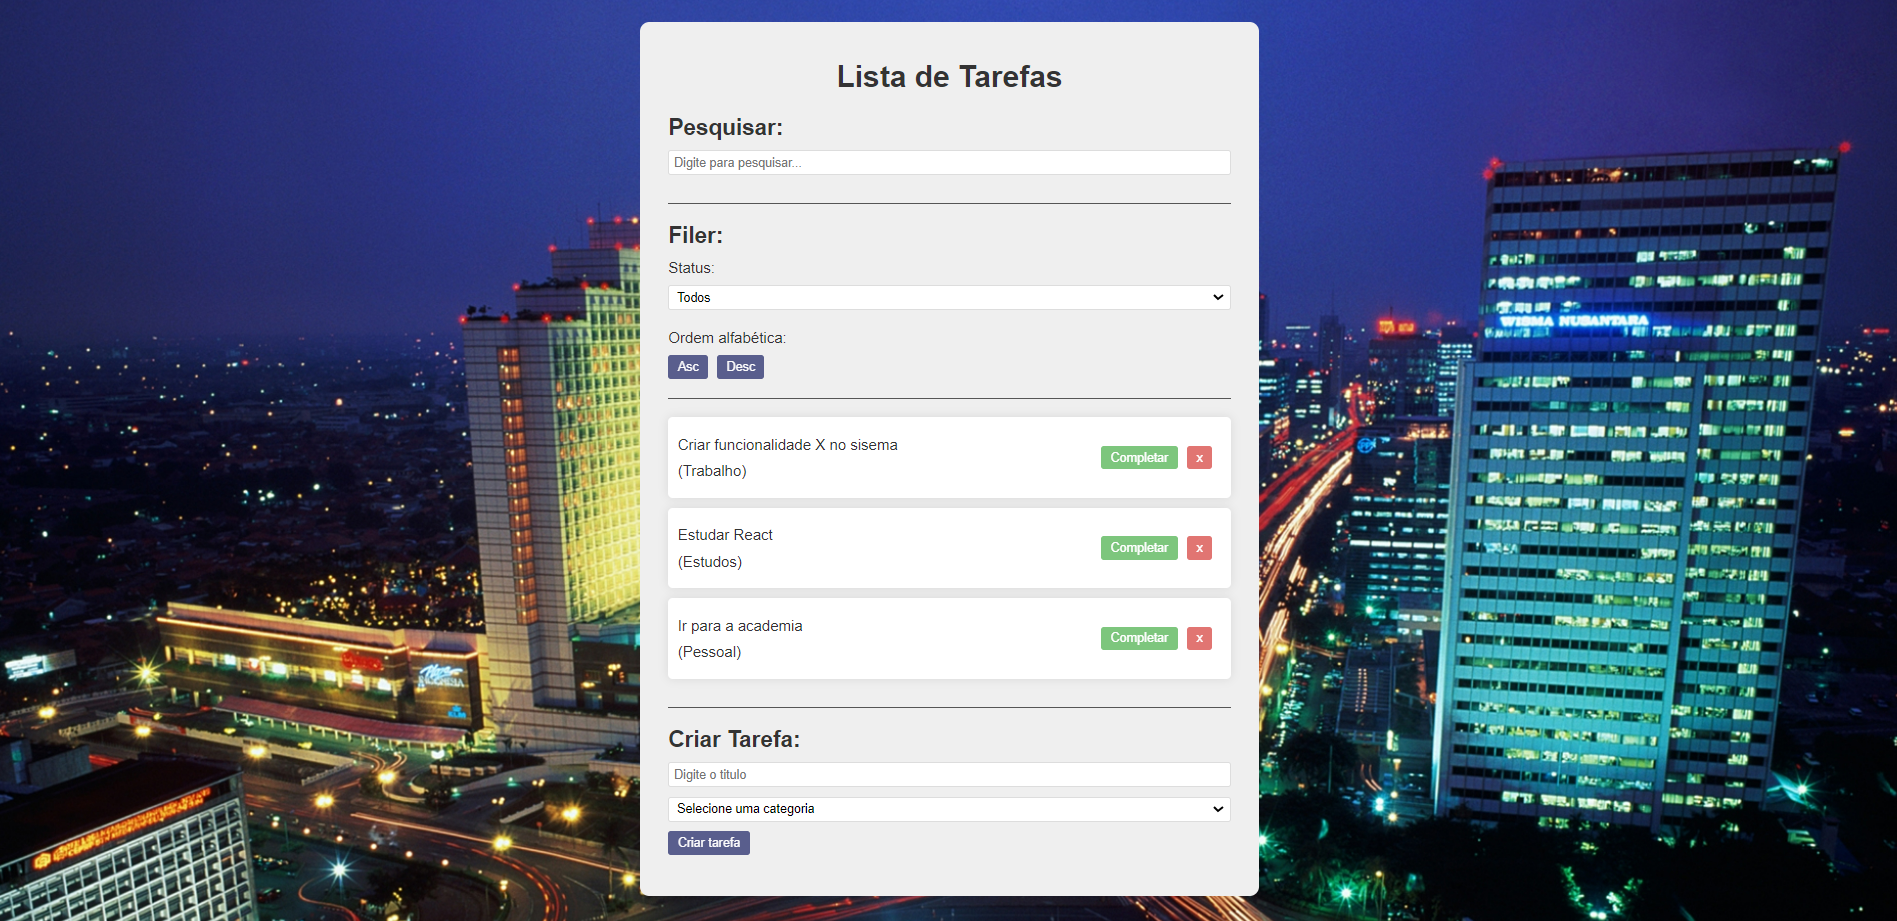 Lista de Tarefas
Pesquisar:
Digite para pesquisar...
Filer:
Status:
Todos
Ordem alfabética:
Asc Desc
Criar funcionalidade X no sisema
(Trabalho)
Completar x
Estudar React
(Estudos)
Completar x
Ir para a academia
(Pessoal)
Completar x
Criar Tarefa:
Digite o titulo
Selecione uma categoria
Criar tarefa
WISMA NUSANTARA